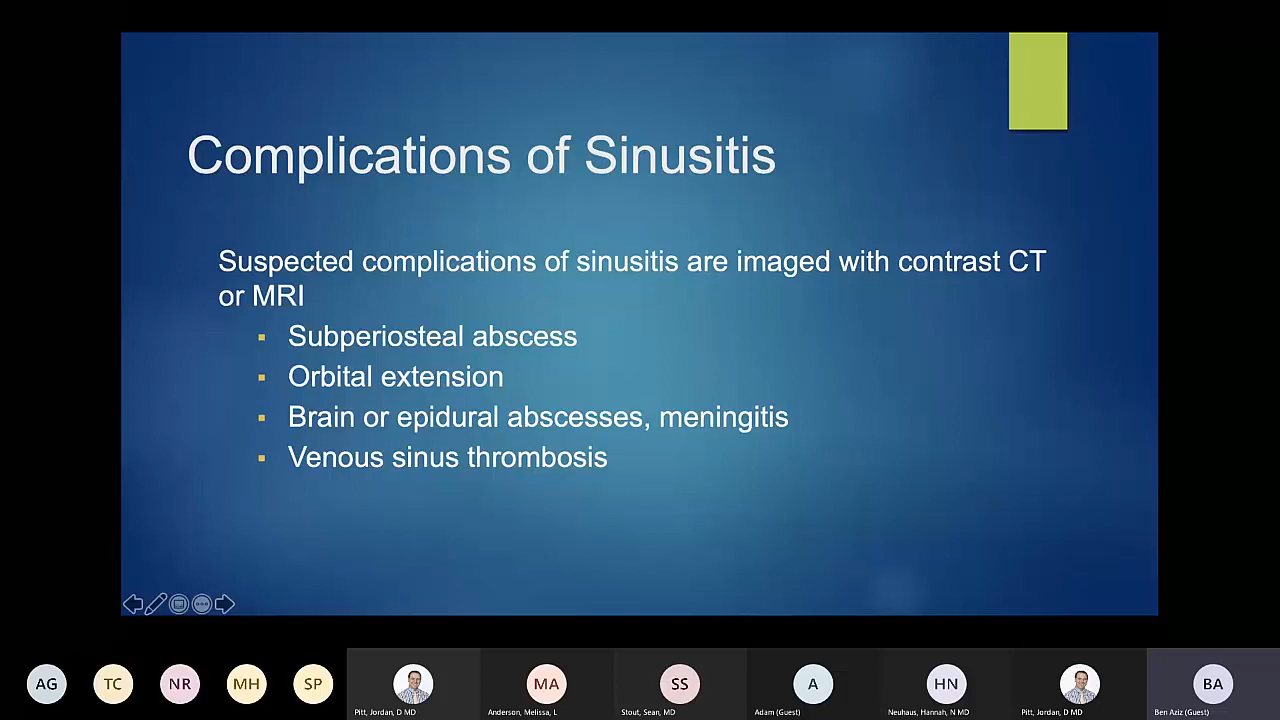 Complications of Sinusitis
Suspected complications of sinusitis are imaged with contrast CT
or MRI
▪ Subperiosteal abscess
▪ Orbital extension
▪ Brain or epidural abscesses, meningitis
▪ Venous sinus thrombosis
AG TC NR MH SP MA SS A HN BA
Pitt, Jordan, D MD Anderson, Melissa, L Stout, Sean, MD Adam (Guest) Neuhaus, Hannah, N MD Pitt, Jordan, D MD Ben Aziz (Guest)